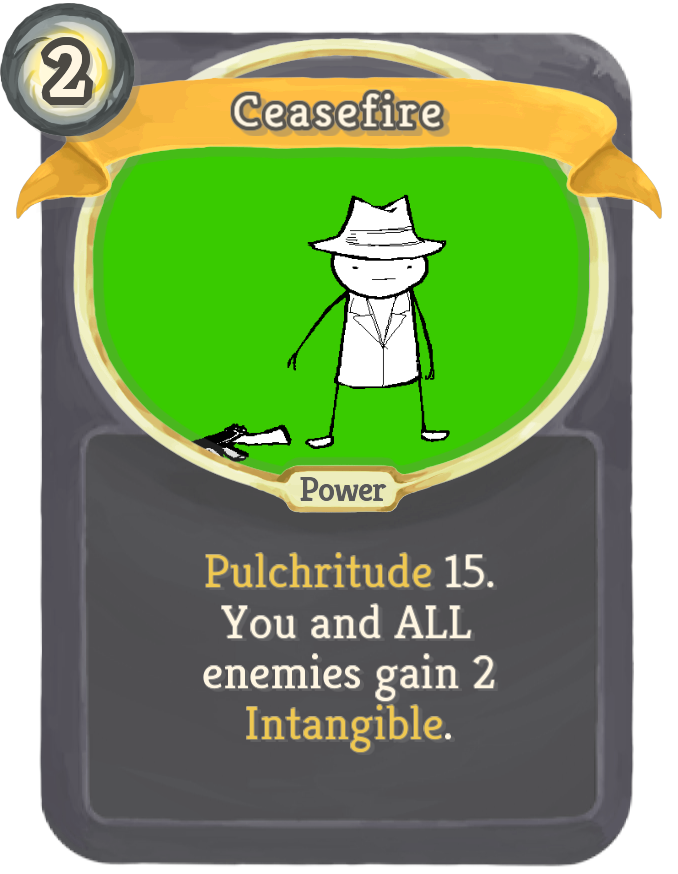 2
Ceasefire
Power
Pulchritude 15.
You and ALL
enemies gain 2
Intangible.